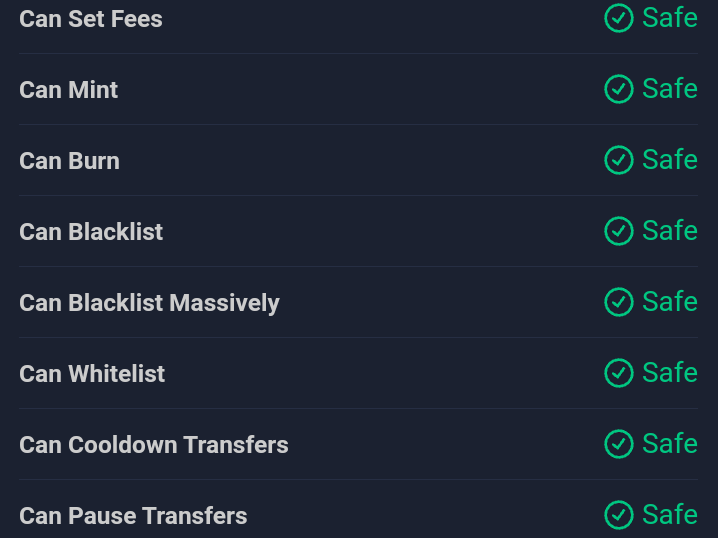 Can Set Fees Safe
Can Mint Safe
Can Burn Safe
Can Blacklist Safe
Can Blacklist Massively Safe
Can Whitelist Safe
Can Cooldown Transfers Safe
Can Pause Transfers Safe